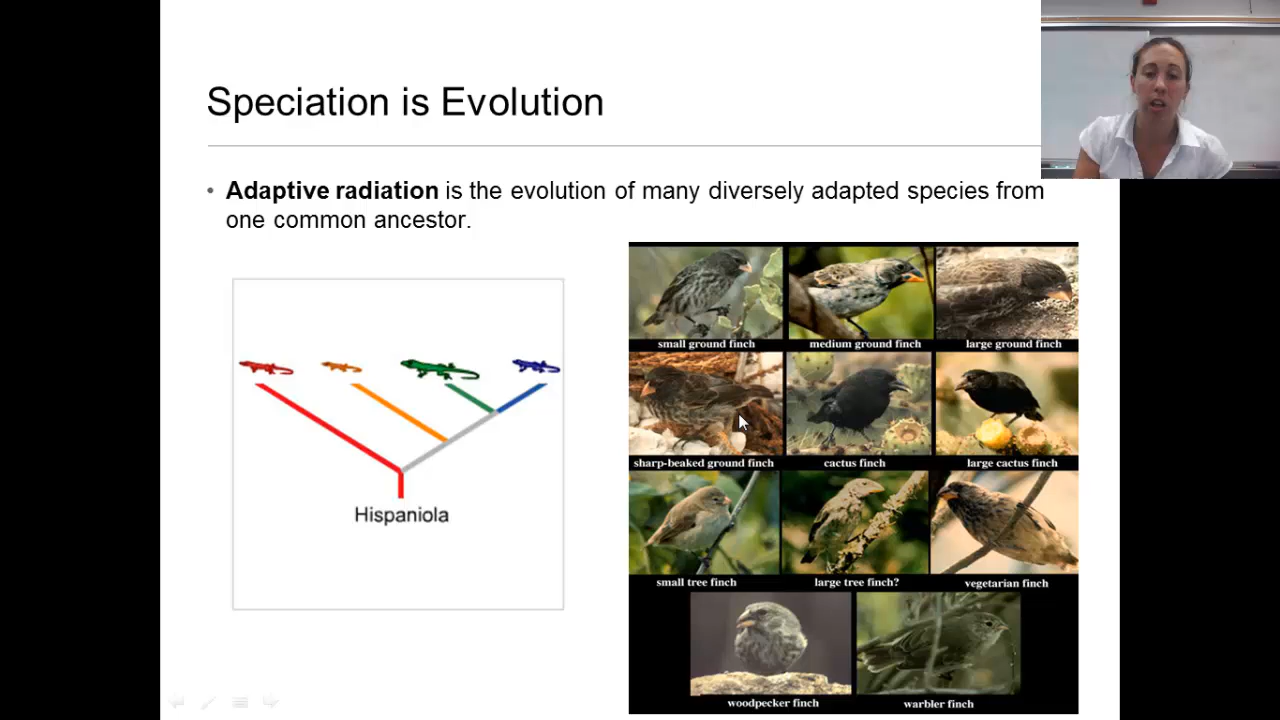 Speciation is Evolution
• Adaptive radiation is the evolution of many diversely adapted species from
one common ancestor.
Hispaniola
small ground finch
medium ground finch
large ground finch
sharp-beaked ground finch
cactus finch
large cactus finch
small tree finch
large tree finch?
vegetarian finch
woodpecker finch
warbler finch